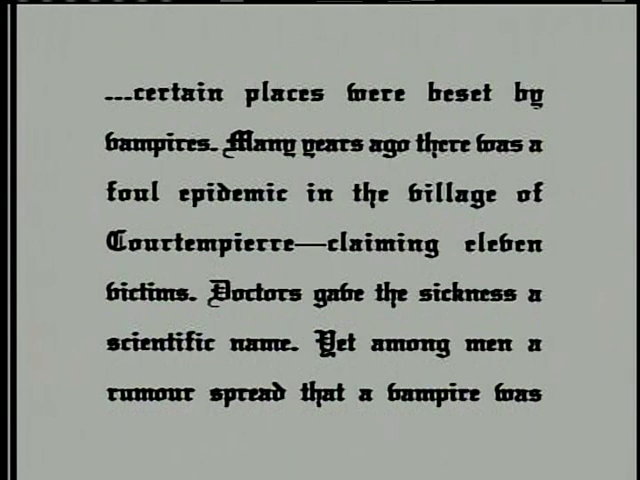 ...certain places were beset by
vampires. Many years ago there was a
foul epidemic in the village of
Courtempierre—claiming eleven
victims. Doctors gave the sickness a
scientific name. Yet among men a
rumour spread that a vampire was